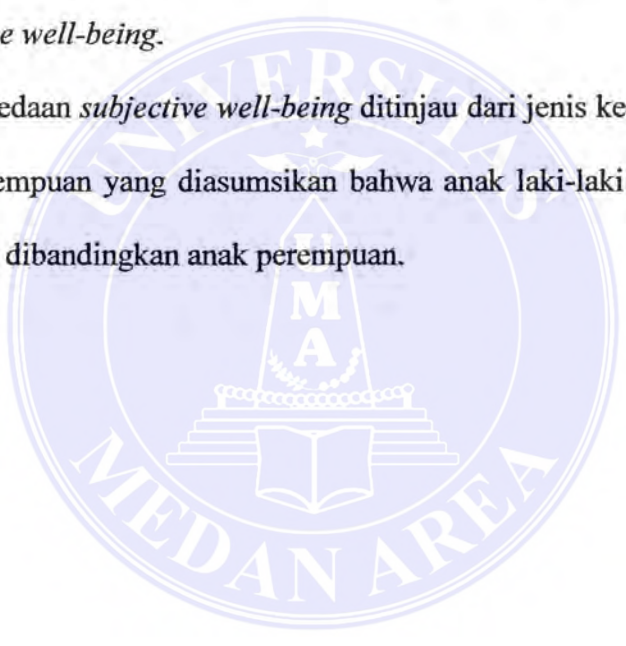 e well-being.
edaan subjective well-being ditinjau dari jenis ke
empuan yang diasumsikan bahwa anak laki-laki
dibandingkan anak perempuan.
UNIVERSITAS
UMA
MEDAN AREA